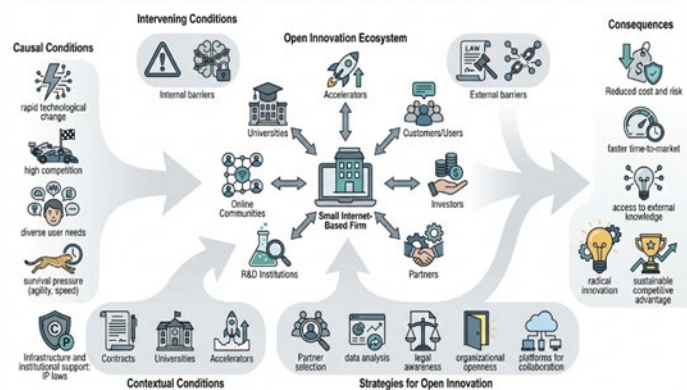 Causal Conditions
rapid technological
change
high competition
diverse user needs
survival pressure
(agility, speed)
Intervening Conditions
Internal barriers
Open Innovation Ecosystem
Accelerators
Universities
Customers/Users
Online
Communities
Small Internet-
Based Firm
Investors
R&D Institutions
Partners
LAW
External barriers
Consequences
Reduced cost and risk
faster time-to-market
access to external
knowledge
radical
innovation
sustainable
competitive
advantage
C
P
Infrastructure and
institutional support:
IP laws
Contracts
Universities
Accelerators
Contextual Conditions
Partner
selection
data analysis
legal
awareness
organizational
openness
platforms for
collaboration
Strategies for Open Innovation